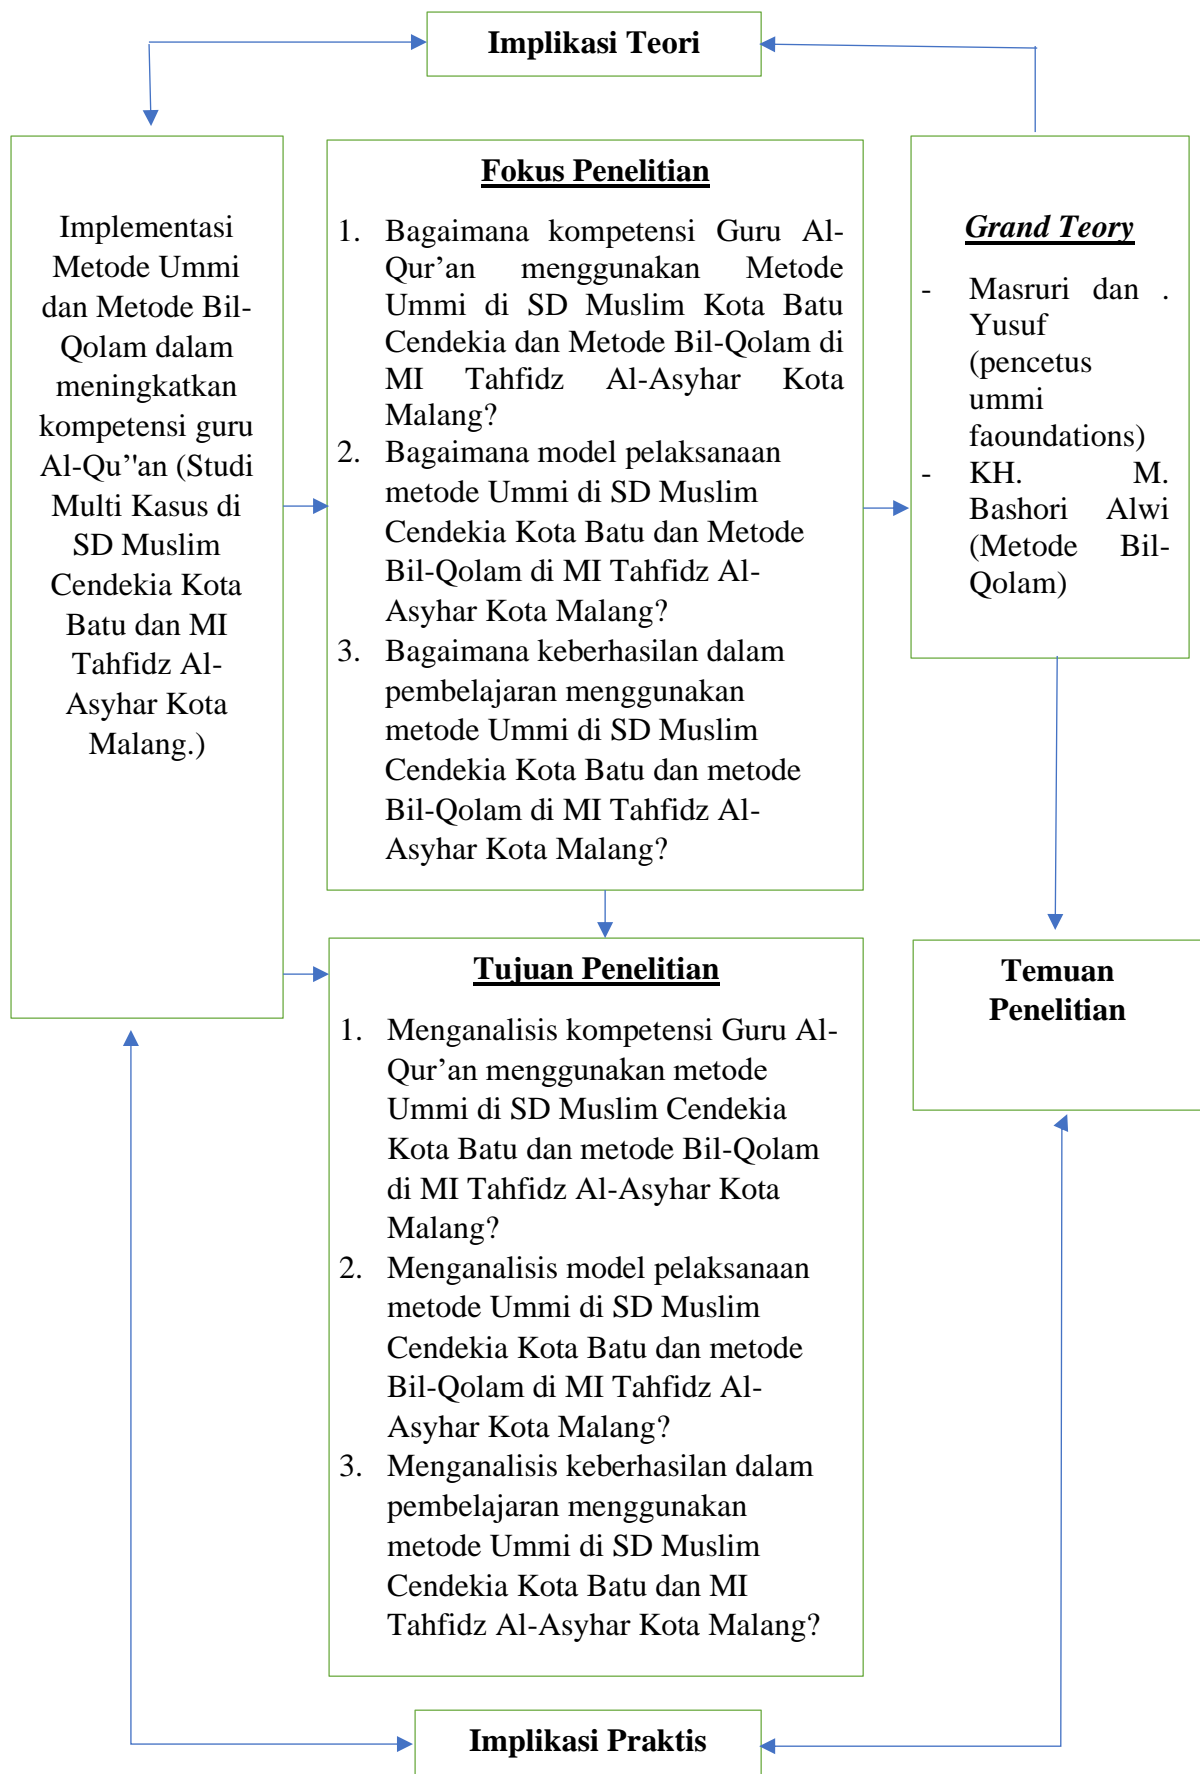 Implikasi Teori
Implementasi
Metode Ummi
dan Metode Bil-
Qolam dalam
meningkatkan
kompetensi guru
Al-Qu''an (Studi
Multi Kasus di
SD Muslim
Cendekia Kota
Batu dan MI
Tahfidz Al-
Asyhar Kota
Malang.)
Fokus Penelitian
1. Bagaimana kompetensi Guru Al-
Qur’an menggunakan Metode
Ummi di SD Muslim Kota Batu
Cendekia dan Metode Bil-Qolam di
MI Tahfidz Al-Asyhar Kota
Malang?
2. Bagaimana model pelaksanaan
metode Ummi di SD Muslim
Cendekia Kota Batu dan Metode
Bil-Qolam di MI Tahfidz Al-
Asyhar Kota Malang?
3. Bagaimana keberhasilan dalam
pembelajaran menggunakan
metode Ummi di SD Muslim
Cendekia Kota Batu dan metode
Bil-Qolam di MI Tahfidz Al-
Asyhar Kota Malang?
Grand Teory
- Masruri dan .
Yusuf
(pencetus
ummi
faoundations)
- KH. M.
Bashori Alwi
(Metode Bil-
Qolam)
Tujuan Penelitian
1. Menganalisis kompetensi Guru Al-
Qur’an menggunakan metode
Ummi di SD Muslim Cendekia
Kota Batu dan metode Bil-Qolam
di MI Tahfidz Al-Asyhar Kota
Malang?
2. Menganalisis model pelaksanaan
metode Ummi di SD Muslim
Cendekia Kota Batu dan metode
Bil-Qolam di MI Tahfidz Al-
Asyhar Kota Malang?
3. Menganalisis keberhasilan dalam
pembelajaran menggunakan
metode Ummi di SD Muslim
Cendekia Kota Batu dan MI
Tahfidz Al-Asyhar Kota Malang?
Temuan
Penelitian
Implikasi Praktis